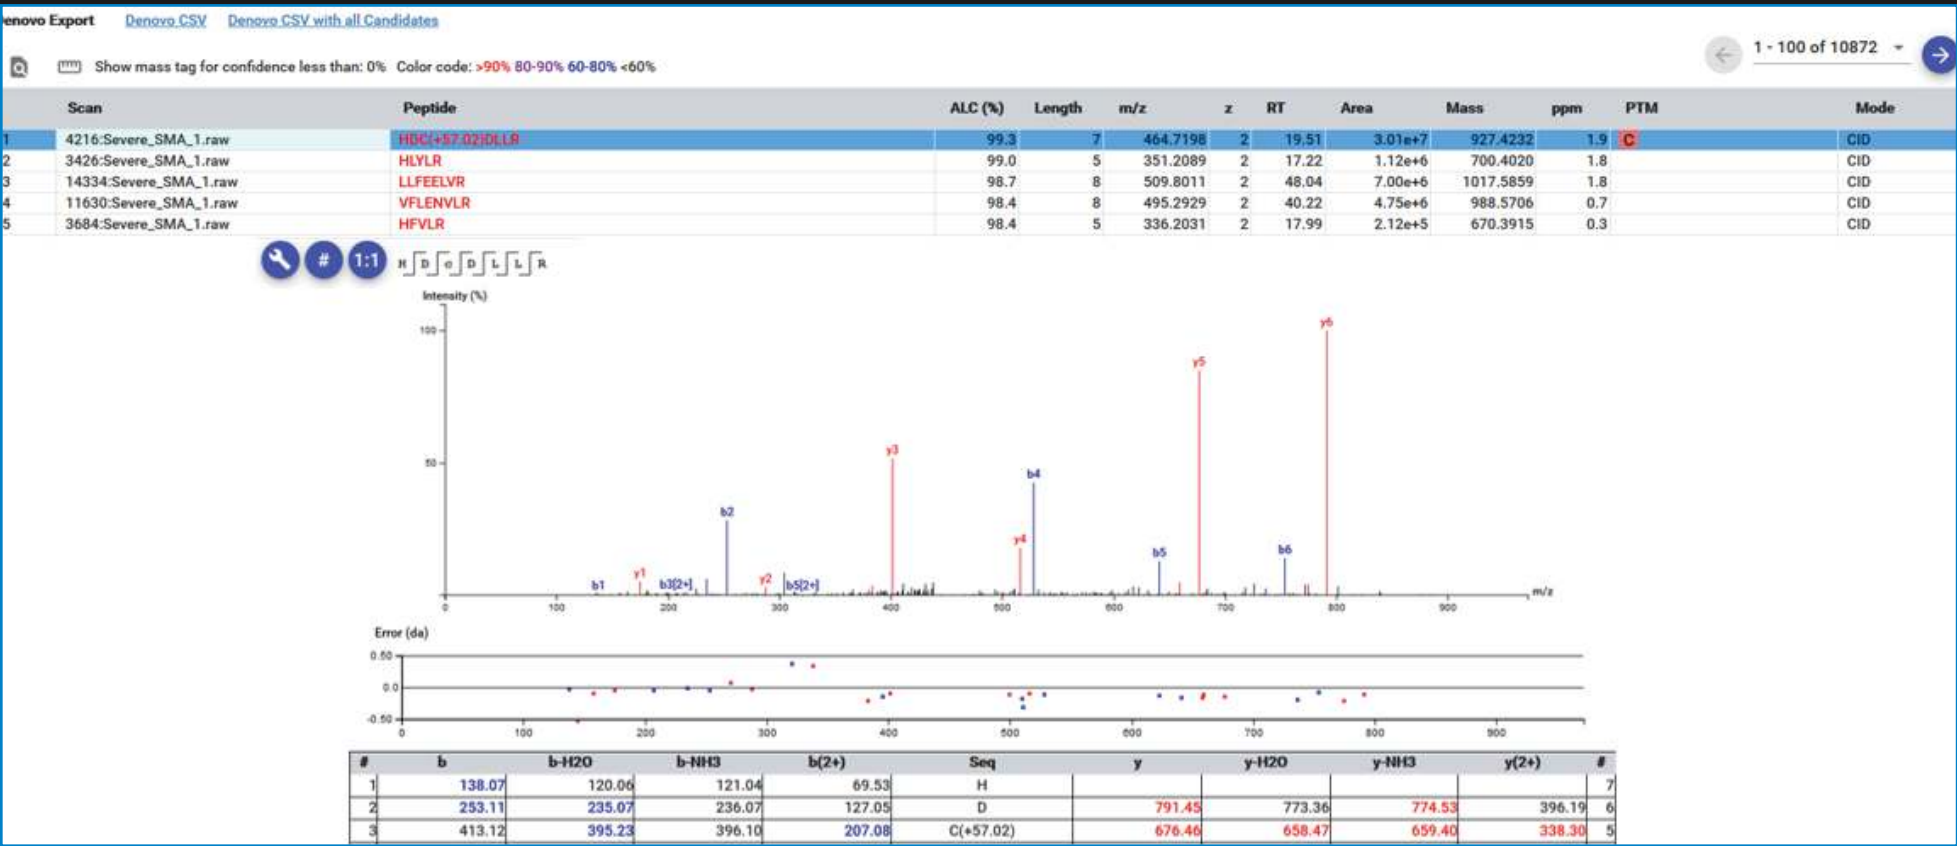 enovo Export Denovo CSV Denovo CSV with all Candidates
1 - 100 of 10872
Show mass tag for confidence less than: 0% Color code: >90% 80-90% 60-80% <60%
Scan Peptide ALC (%) Length m/z z RT Area Mass ppm PTM Mode
1 4216:Severe_SMA_1.raw HDC(+57.02)DLLR 99.3 7 464.7198 2 19.51 3.01e+7 927.4232 1.9 C CID
2 3426:Severe_SMA_1.raw HLYLR 99.0 5 351.2089 2 17.22 1.12e+6 700.4020 1.8 CID
3 14334:Severe_SMA_1.raw LLFEELVR 98.7 8 509.8011 2 48.04 7.00e+6 1017.5859 1.8 CID
4 11630:Severe_SMA_1.raw VFLENVLR 98.4 8 495.2929 2 40.22 4.75e+6 988.5706 0.7 CID
5 3684:Severe_SMA_1.raw HFVLR 98.4 5 336.2031 2 17.99 2.12e+5 670.3915 0.3 CID
# 1:1 H D c D L L R
Intensity (%)
y6
100
y5
y3
50
b4
b2
y4
b5 b6
b1 y1 b3[2+] y2 b5[2+]
m/z
0 100 200 300 400 500 600 700 800 900
Error (da)
0.50
0.0
-0.50
0 100 200 300 400 500 600 700 800 900
# b b-H2O b-NH3 b(2+) Seq y y-H2O y-NH3 y(2+) #
1 138.07 120.06 121.04 69.53 H 7
2 253.11 235.07 236.07 127.05 D 791.45 773.36 774.53 396.19 6
3 413.12 395.23 396.10 207.08 C(+57.02) 676.46 658.47 659.40 338.30 5